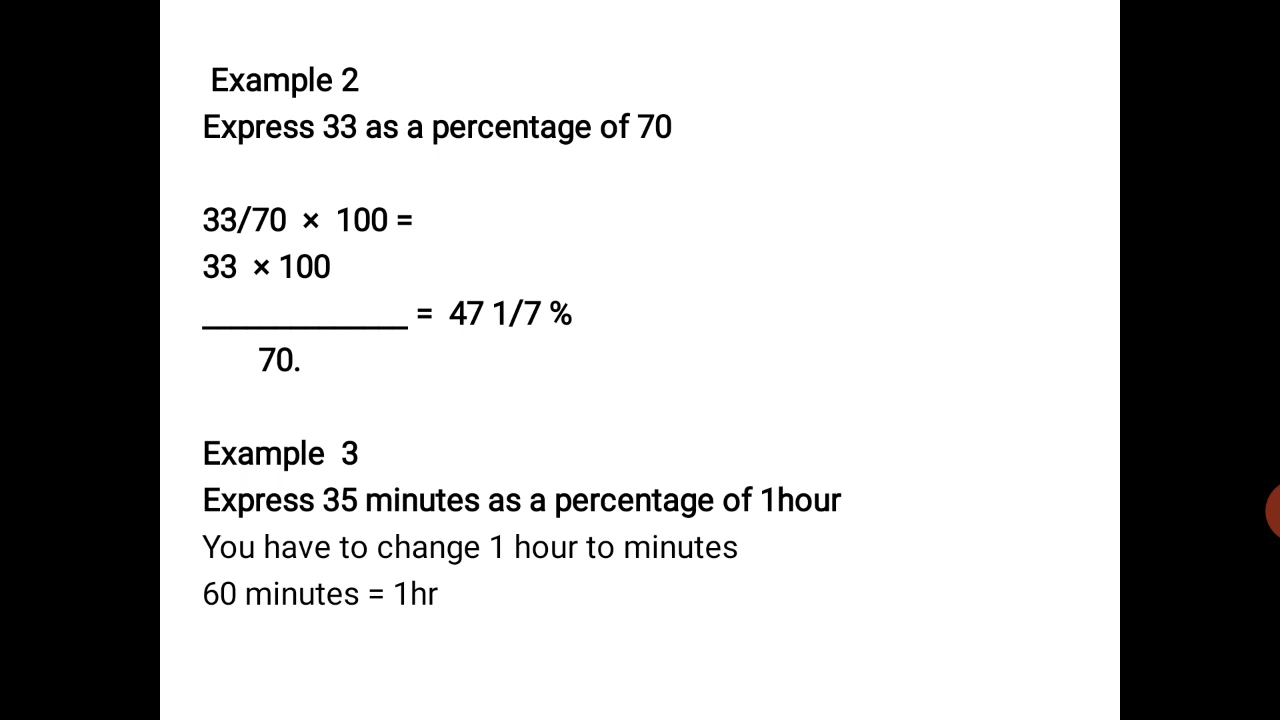 Example 2
Express 33 as a percentage of 70
33/70 × 100 =
33 × 100
_____________ = 47 1/7 %
70.
Example 3
Express 35 minutes as a percentage of 1hour
You have to change 1 hour to minutes
60 minutes = 1hr